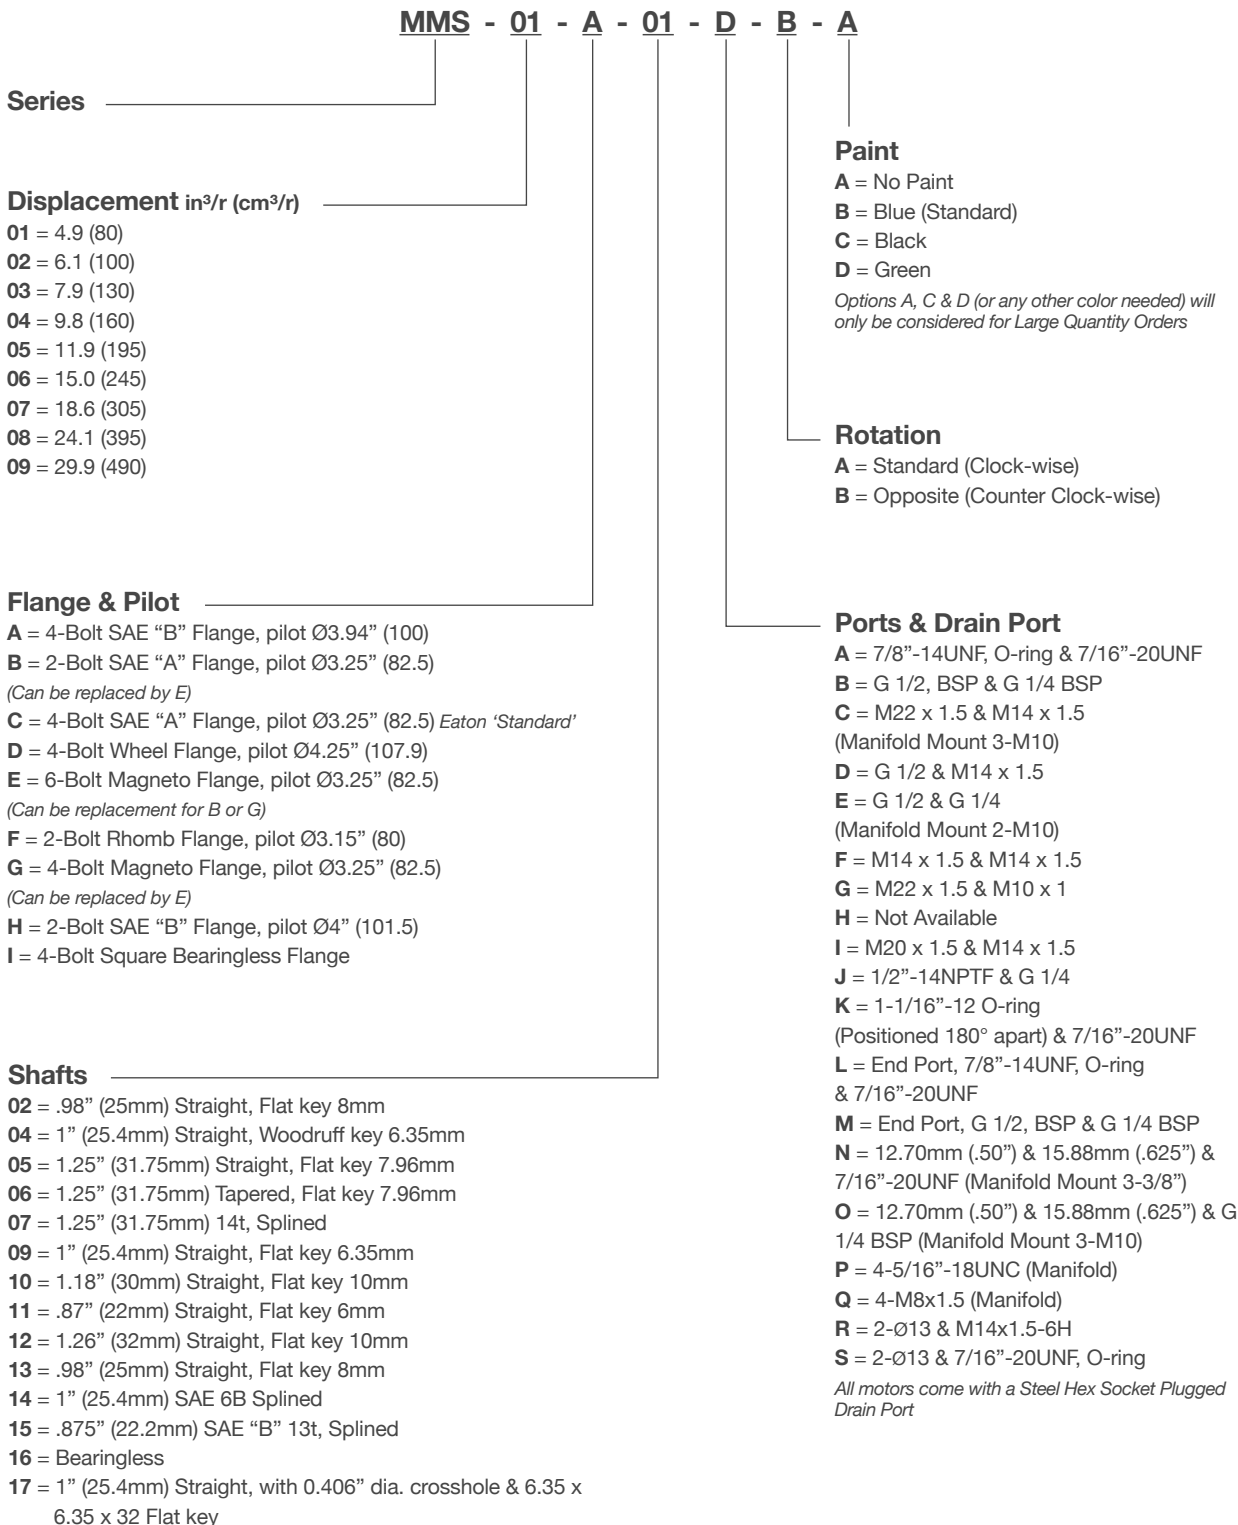 MMS - 01 - A - 01 - D - B - A
Series
Displacement in³/r (cm³/r)
01 = 4.9 (80)
02 = 6.1 (100)
03 = 7.9 (130)
04 = 9.8 (160)
05 = 11.9 (195)
06 = 15.0 (245)
07 = 18.6 (305)
08 = 24.1 (395)
09 = 29.9 (490)
Flange & Pilot
A = 4-Bolt SAE “B” Flange, pilot Ø3.94” (100)
B = 2-Bolt SAE “A” Flange, pilot Ø3.25” (82.5)
(Can be replaced by E)
C = 4-Bolt SAE “A” Flange, pilot Ø3.25” (82.5) Eaton ‘Standard’
D = 4-Bolt Wheel Flange, pilot Ø4.25” (107.9)
E = 6-Bolt Magneto Flange, pilot Ø3.25” (82.5)
(Can be replacement for B or G)
F = 2-Bolt Rhomb Flange, pilot Ø3.15” (80)
G = 4-Bolt Magneto Flange, pilot Ø3.25” (82.5)
(Can be replaced by E)
H = 2-Bolt SAE “B” Flange, pilot Ø4” (101.5)
I = 4-Bolt Square Bearingless Flange
Shafts
02 = .98” (25mm) Straight, Flat key 8mm
04 = 1” (25.4mm) Straight, Woodruff key 6.35mm
05 = 1.25” (31.75mm) Straight, Flat key 7.96mm
06 = 1.25” (31.75mm) Tapered, Flat key 7.96mm
07 = 1.25” (31.75mm) 14t, Splined
09 = 1” (25.4mm) Straight, Flat key 6.35mm
10 = 1.18” (30mm) Straight, Flat key 10mm
11 = .87” (22mm) Straight, Flat key 6mm
12 = 1.26” (32mm) Straight, Flat key 10mm
13 = .98” (25mm) Straight, Flat key 8mm
14 = 1” (25.4mm) SAE 6B Splined
15 = .875” (22.2mm) SAE “B” 13t, Splined
16 = Bearingless
17 = 1” (25.4mm) Straight, with 0.406” dia. crosshole & 6.35 x
6.35 x 32 Flat key
Paint
A = No Paint
B = Blue (Standard)
C = Black
D = Green
Options A, C & D (or any other color needed) will
only be considered for Large Quantity Orders
Rotation
A = Standard (Clock-wise)
B = Opposite (Counter Clock-wise)
Ports & Drain Port
A = 7/8”-14UNF, O-ring & 7/16”-20UNF
B = G 1/2, BSP & G 1/4 BSP
C = M22 x 1.5 & M14 x 1.5
(Manifold Mount 3-M10)
D = G 1/2 & M14 x 1.5
E = G 1/2 & G 1/4
(Manifold Mount 2-M10)
F = M14 x 1.5 & M14 x 1.5
G = M22 x 1.5 & M10 x 1
H = Not Available
I = M20 x 1.5 & M14 x 1.5
J = 1/2”-14NPTF & G 1/4
K = 1-1/16”-12 O-ring
(Positioned 180° apart) & 7/16”-20UNF
L = End Port, 7/8”-14UNF, O-ring
& 7/16”-20UNF
M = End Port, G 1/2, BSP & G 1/4 BSP
N = 12.70mm (.50”) & 15.88mm (.625”) &
7/16”-20UNF (Manifold Mount 3-3/8”)
O = 12.70mm (.50”) & 15.88mm (.625”) & G
1/4 BSP (Manifold Mount 3-M10)
P = 4-5/16”-18UNC (Manifold)
Q = 4-M8x1.5 (Manifold)
R = 2-Ø13 & M14x1.5-6H
S = 2-Ø13 & 7/16”-20UNF, O-ring
All motors come with a Steel Hex Socket Plugged
Drain Port